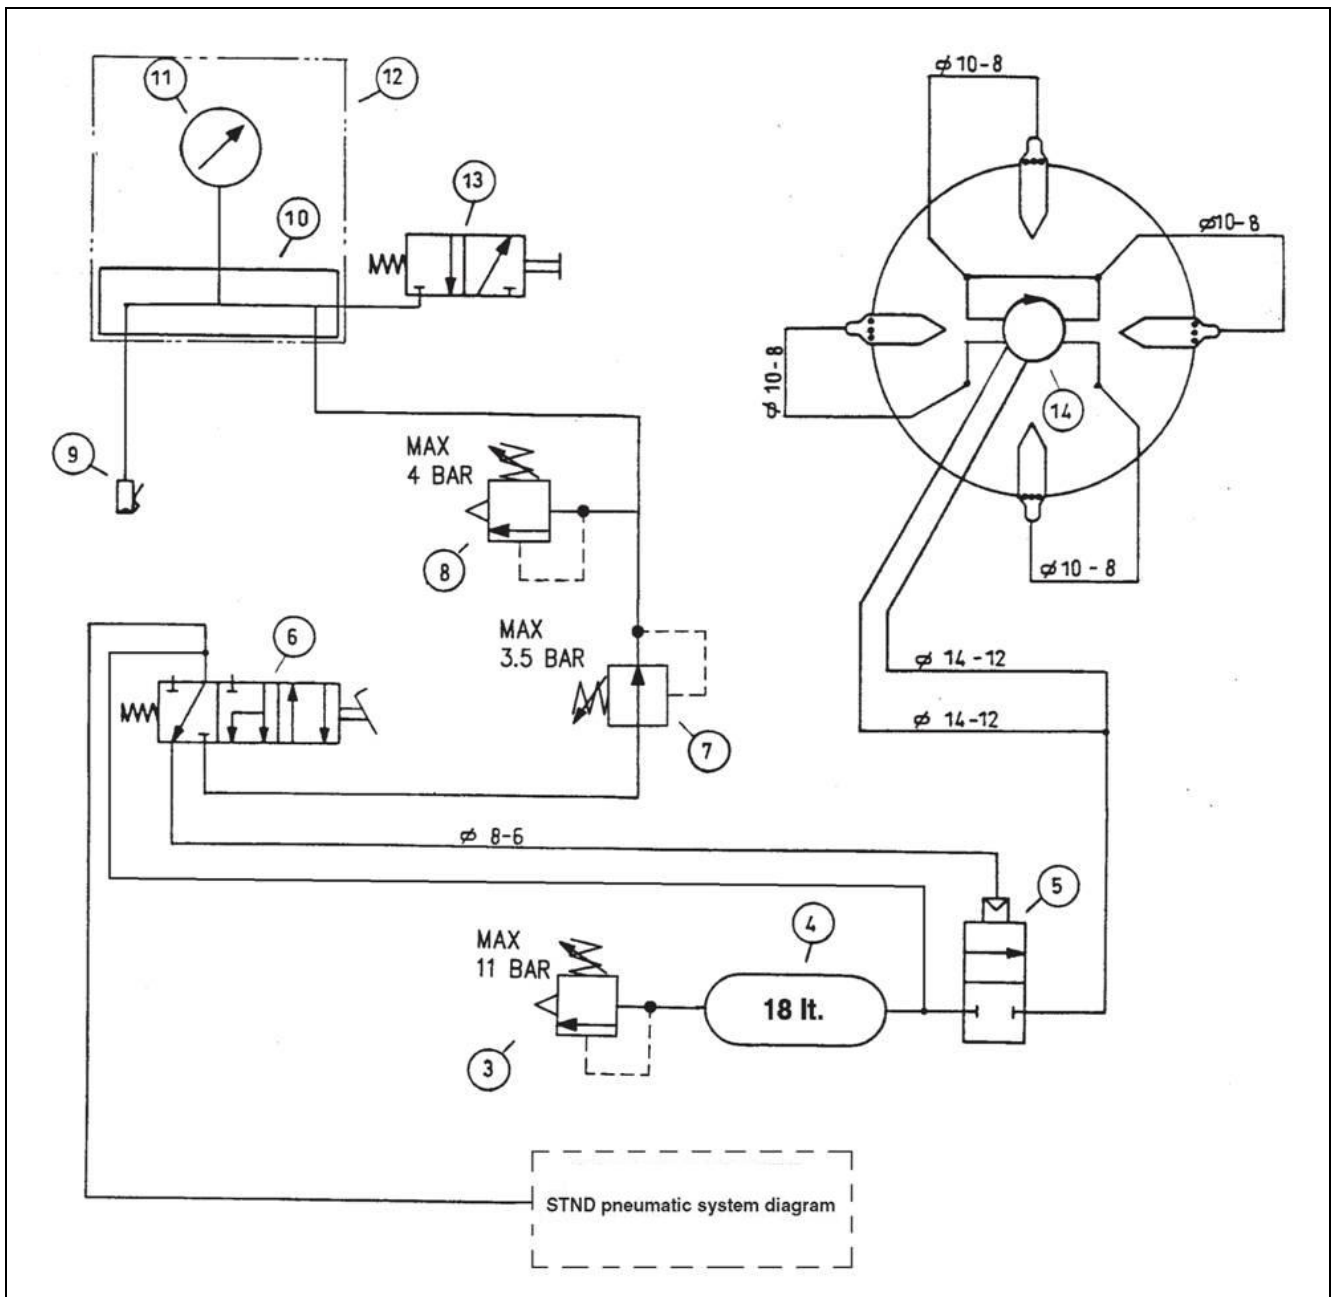 11
12
10
13
MAX
4 BAR
9
8
6
MAX
3.5 BAR
7
ø 10-8
ø10-8
ø 10-8
14
ø 10-8
ø 14-12
ø 14-12
ø 8-6
5
4
MAX
11 BAR
18 lt.
3
STND pneumatic system diagram